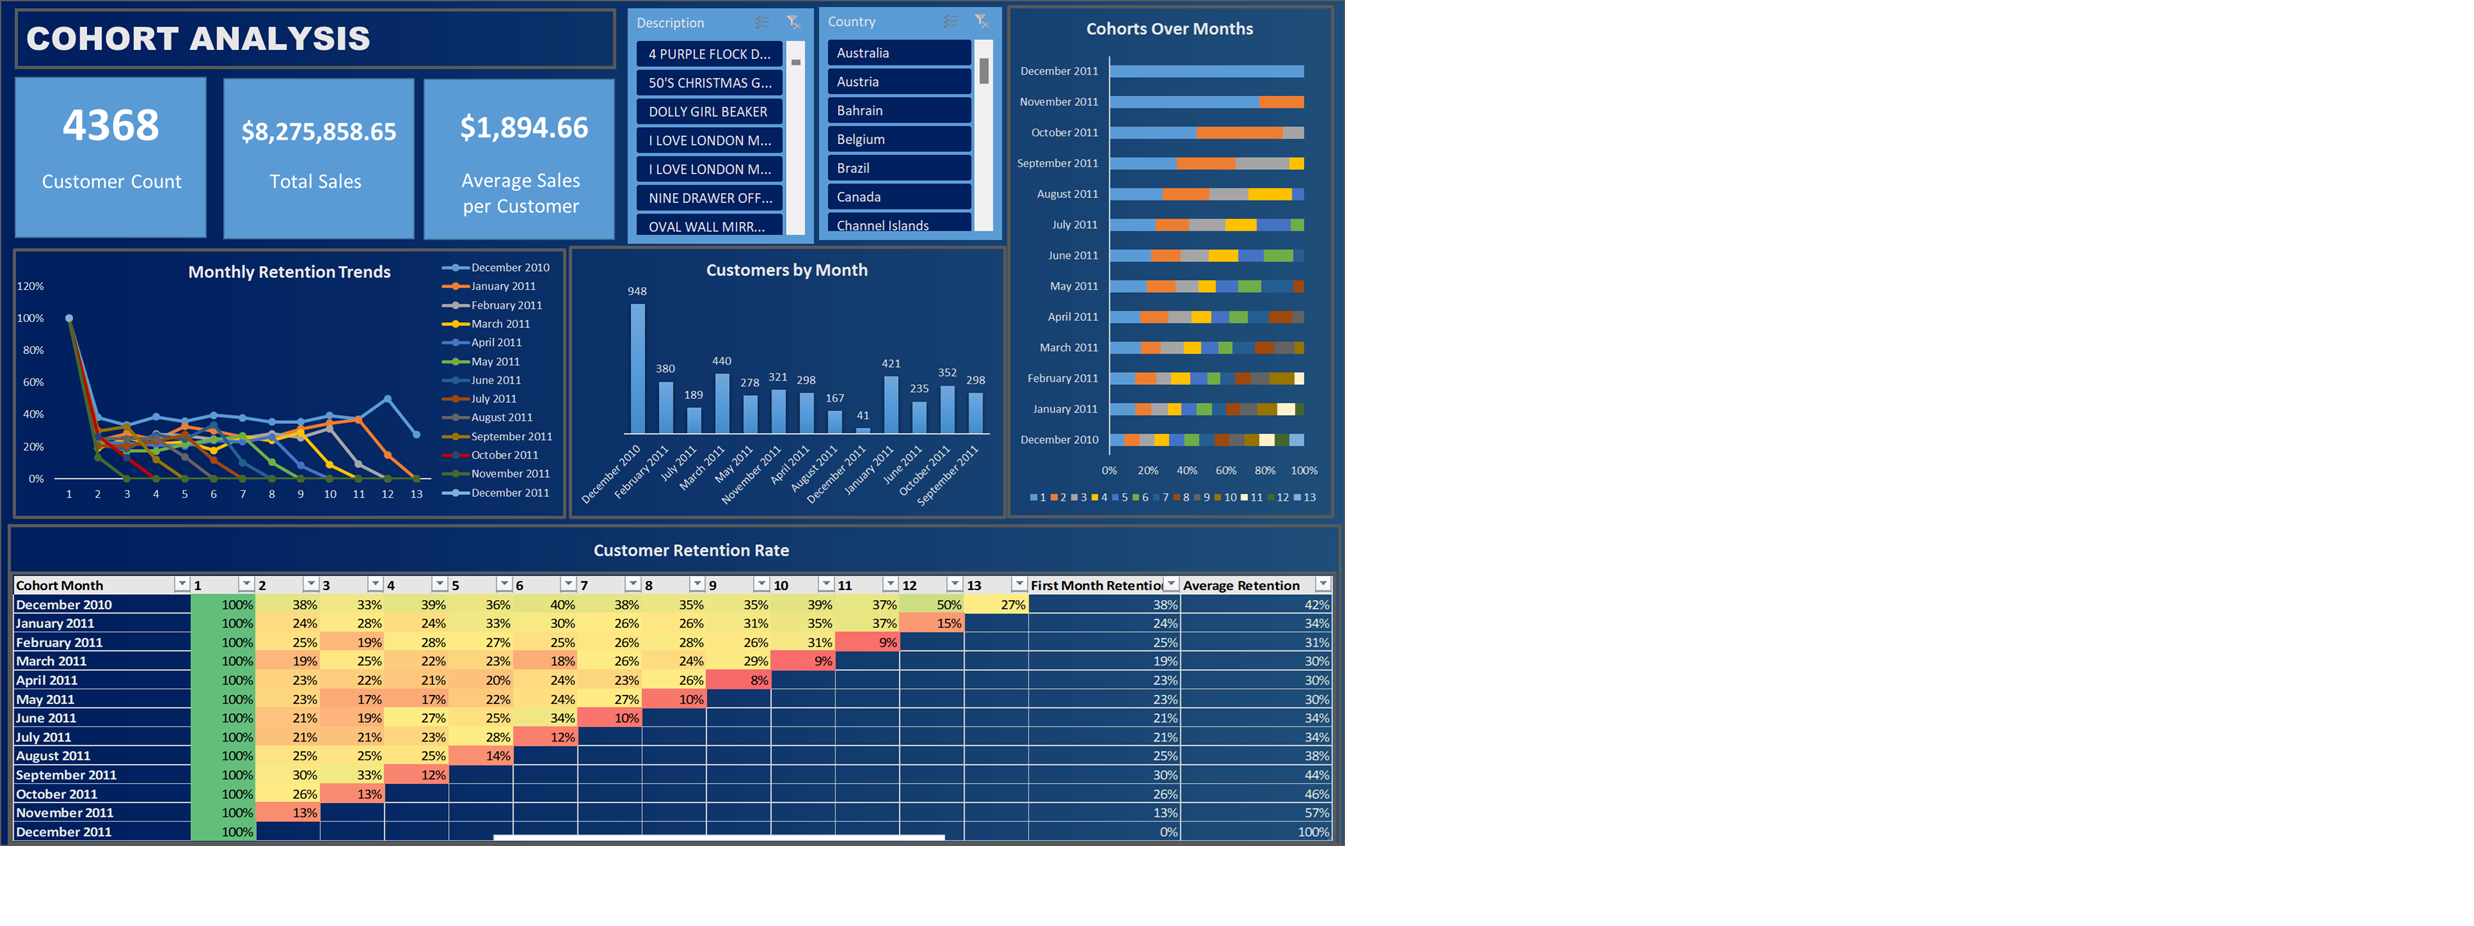 COHORT ANALYSIS
4368
Customer Count
$8,275,858.65
Total Sales
$1,894.66
Average Sales
per Customer
Description
4 PURPLE FLOCK D...
50'S CHRISTMAS G...
DOLLY GIRL BEAKER
I LOVE LONDON M...
I LOVE LONDON M...
NINE DRAWER OFF...
OVAL WALL MIRR...
Country
Australia
Austria
Bahrain
Belgium
Brazil
Canada
Channel Islands
Cohorts Over Months
December 2011
November 2011
October 2011
September 2011
August 2011
July 2011
June 2011
May 2011
April 2011
March 2011
February 2011
January 2011
December 2010
0% 20% 40% 60% 80% 100%
1 2 3 4 5 6 7 8 9 10 11 12 13
Monthly Retention Trends
120%
100%
80%
60%
40%
20%
0%
1 2 3 4 5 6 7 8 9 10 11 12 13
December 2010
January 2011
February 2011
March 2011
April 2011
May 2011
June 2011
July 2011
August 2011
September 2011
October 2011
November 2011
December 2011
Customers by Month
948 380 189 440 278 321 298 167 41 421 235 352 298
December 2010 February 2011 July 2011 March 2011 May 2011 November 2011 April 2011 August 2011 December 2011 January 2011 June 2011 October 2011 September 2011
Customer Retention Rate
Cohort Month 1 2 3 4 5 6 7 8 9 10 11 12 13 First Month Retention Average Retention
December 2010 100% 38% 33% 39% 36% 40% 38% 35% 35% 39% 37% 50% 27% 38% 42%
January 2011 100% 24% 28% 24% 33% 30% 26% 26% 31% 35% 37% 15% 24% 34%
February 2011 100% 25% 19% 28% 27% 25% 26% 28% 26% 31% 9% 25% 31%
March 2011 100% 19% 25% 22% 23% 18% 26% 24% 29% 9% 19% 30%
April 2011 100% 23% 22% 21% 20% 24% 23% 26% 8% 23% 30%
May 2011 100% 23% 17% 17% 22% 24% 27% 10% 23% 30%
June 2011 100% 21% 19% 27% 25% 34% 10% 21% 34%
July 2011 100% 21% 21% 23% 28% 12% 21% 34%
August 2011 100% 25% 25% 25% 14% 25% 38%
September 2011 100% 30% 33% 12% 30% 44%
October 2011 100% 26% 13% 26% 46%
November 2011 100% 13% 13% 57%
December 2011 100% 0% 100%